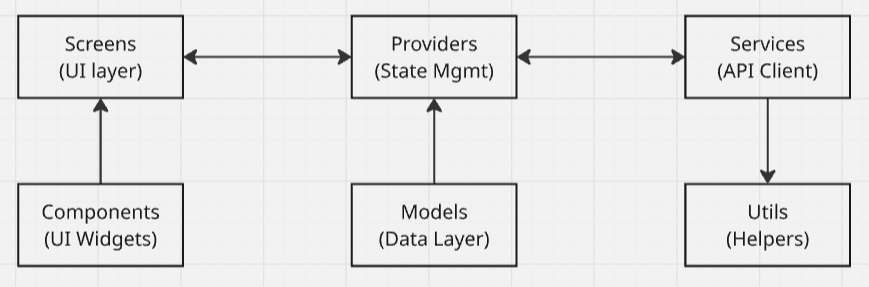 Screens
(UI layer)
Providers
(State Mgmt)
Services
(API Client)
Components
(UI Widgets)
Models
(Data Layer)
Utils
(Helpers)